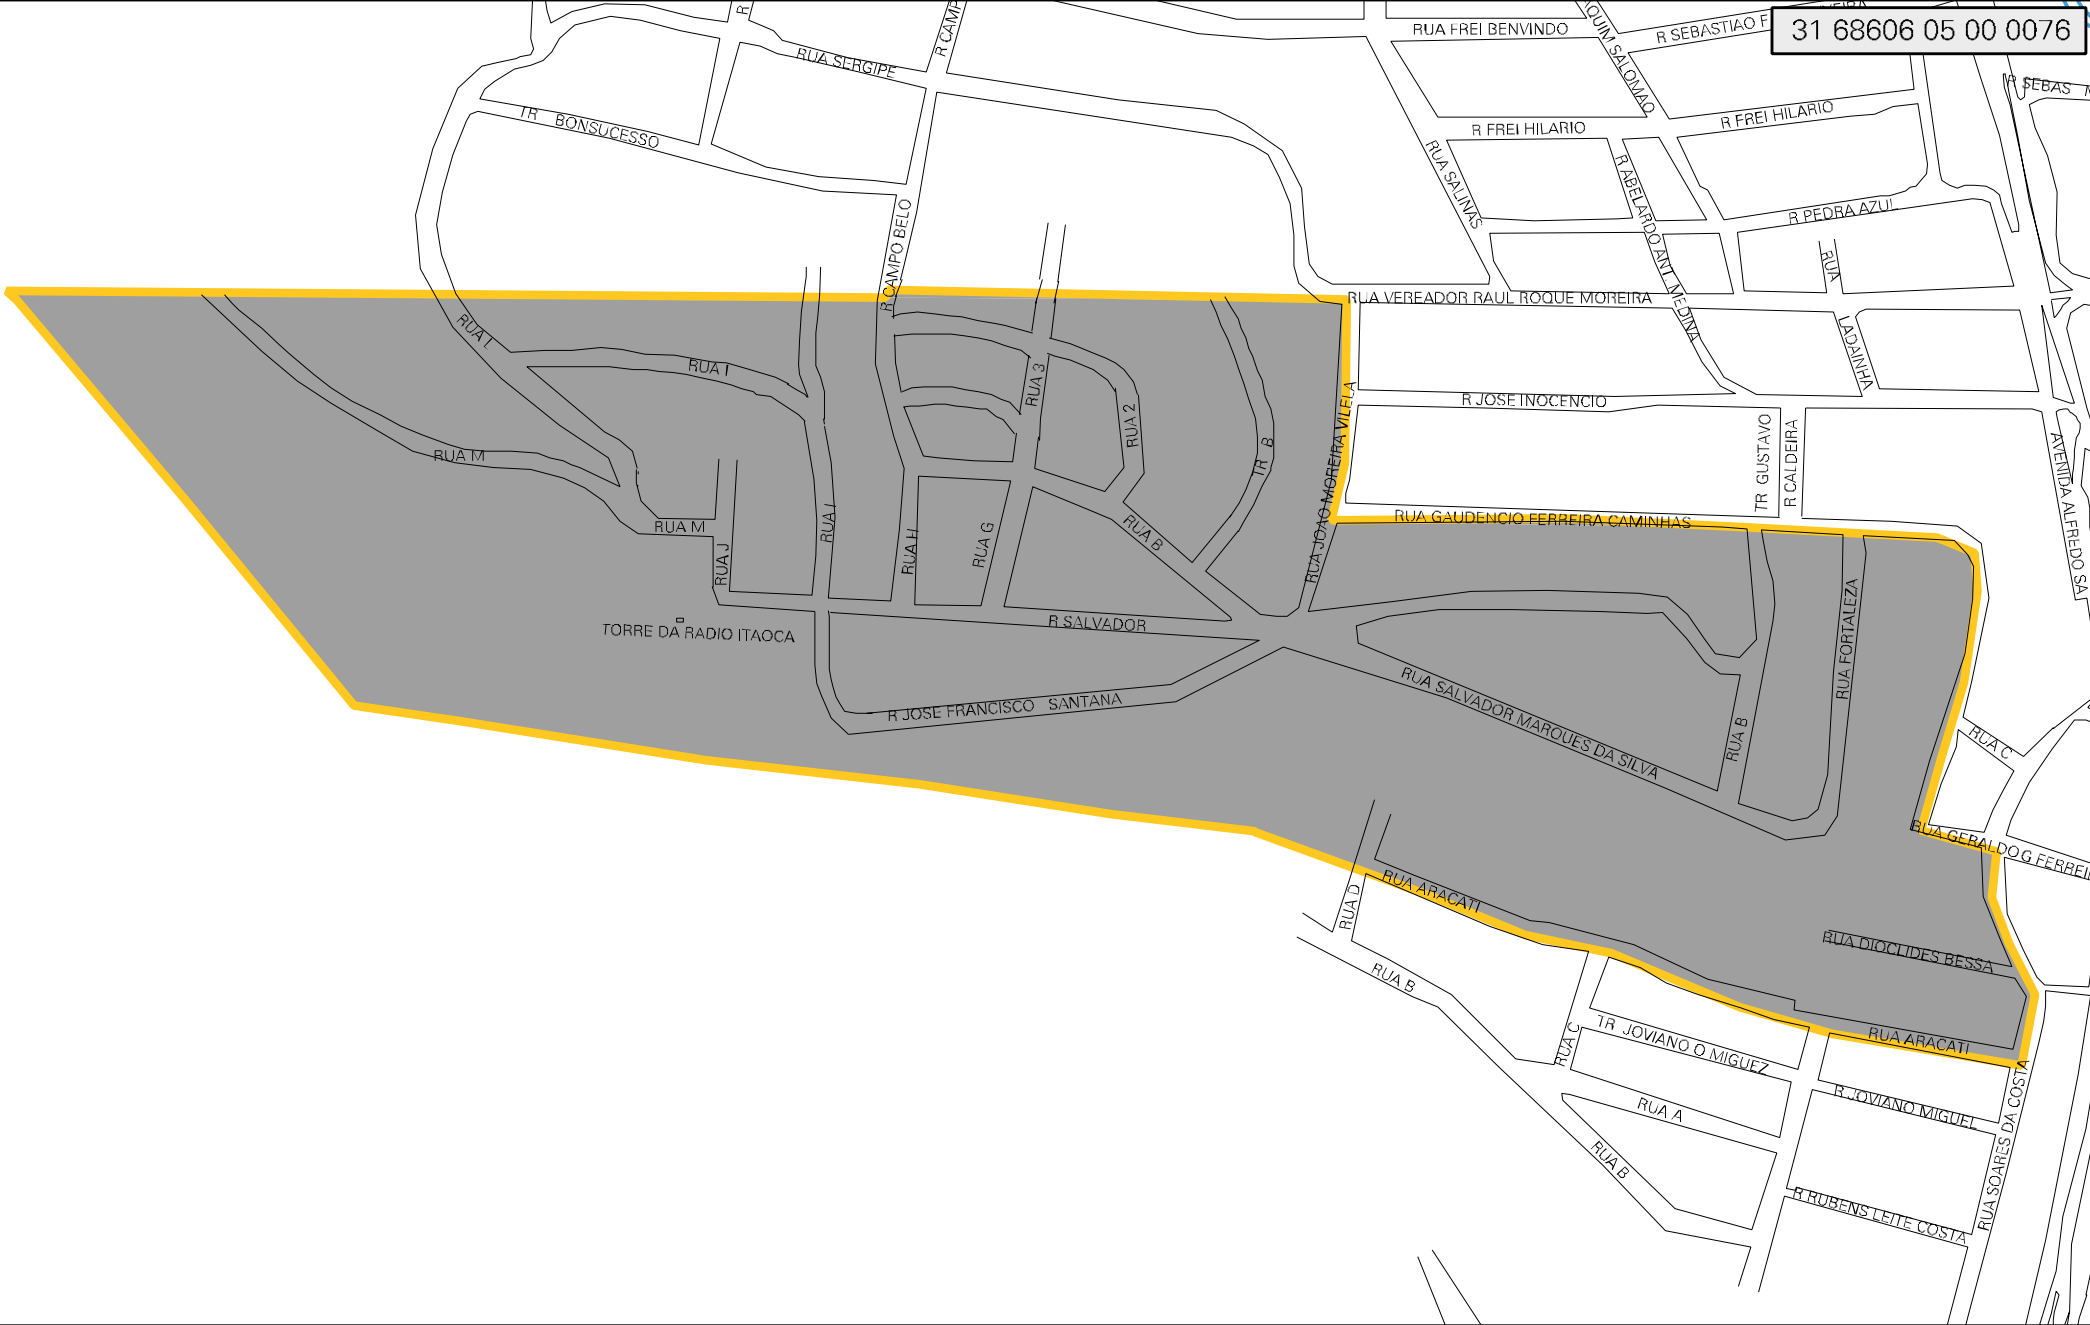 31 68606 05 00 0076
RUA FREI BENVINDO
R SEBASTIAO F
R CAMP
RUA SERGIPE
R
TR BONSUCESSO
R FREI HILARIO
R FREI HILARIO
R SEBAS
RUA SALINAS
R ABELARDO ANT MEDINA
R PEDRA AZUL
RUA
R CAMPO BELO
RUA VEREADOR RAUL ROQUE MOREIRA
LADAINHA
RUA I
RUA I
RUA 3
RUA 2
R JOSE INOCENCIO
RUA JOAO MOREIRA VILELA
TR B
TR GUSTAVO
R CALDEIRA
AVENIDA ALFREDO SA
RUA M
RUA M
RUA J
RUA I
RUA H
RUA G
RUA B
RUA GAUDENCIO FERREIRA CAMINHAS
TORRE DA RADIO ITAOCA
R SALVADOR
RUA FORTALEZA
R JOSE FRANCISCO SANTANA
RUA SALVADOR MARQUES DA SILVA
RUA B
RUA C
RUA GERALDO G FERREI
RUA D
RUA ARACATI
RUA DIOCLIDES BESSA
RUA B
RUA C
TR JOVIANO O MIGUEZ
RUA ARACATI
RUA A
R JOVIANO MIGUEL
RUA SOARES DA COSTA
RUA B
R RUBENS LEITE COSTA